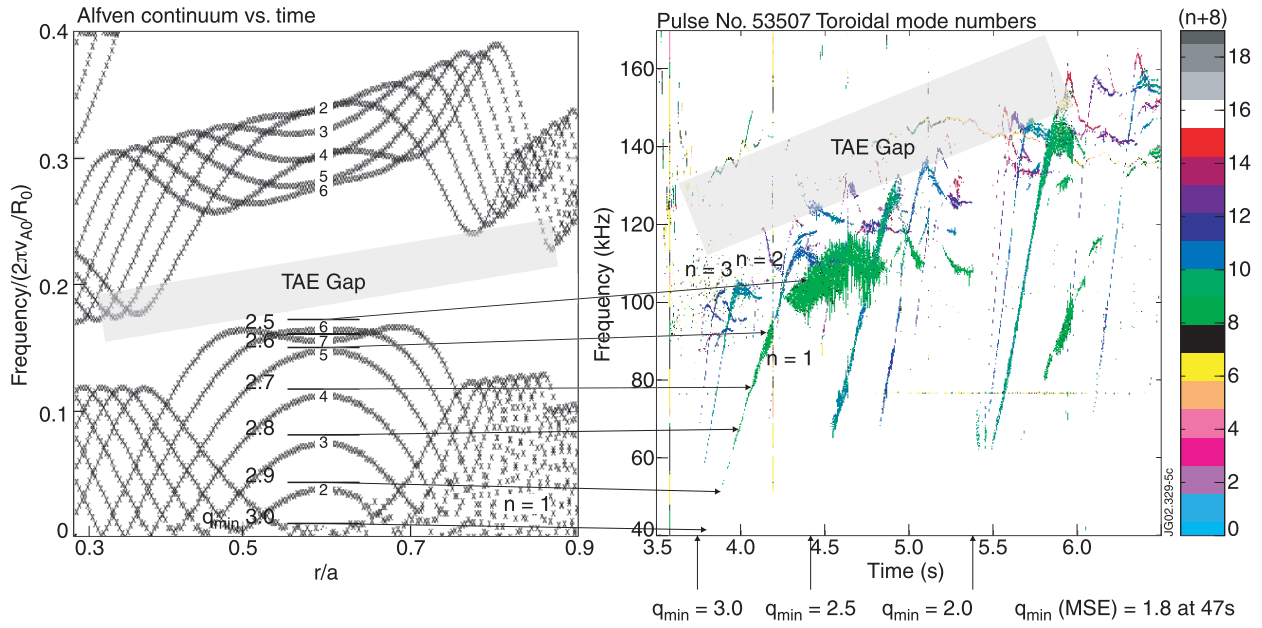 Alfven continuum vs. time
Pulse No. 53507 Toroidal mode numbers
(n+8)
0.4
0.3
0.2
0.1
0
Frequency/(2πvA0/R0)
2
3
4
5
6
TAE Gap
2.5
2.6
2.7
2.8
2.9
qmin 3.0
6
7
5
4
3
2
n = 1
0.3
0.5
0.7
0.9
r/a
160
140
120
100
80
60
40
Frequency (kHz)
TAE Gap
n = 3
n = 2
n = 1
3.5
4.0
4.5
5.0
5.5
6.0
Time (s)
JG02.329-5c
18
16
14
12
10
8
6
4
2
0
qmin = 3.0
qmin = 2.5
qmin = 2.0
qmin (MSE) = 1.8 at 47s